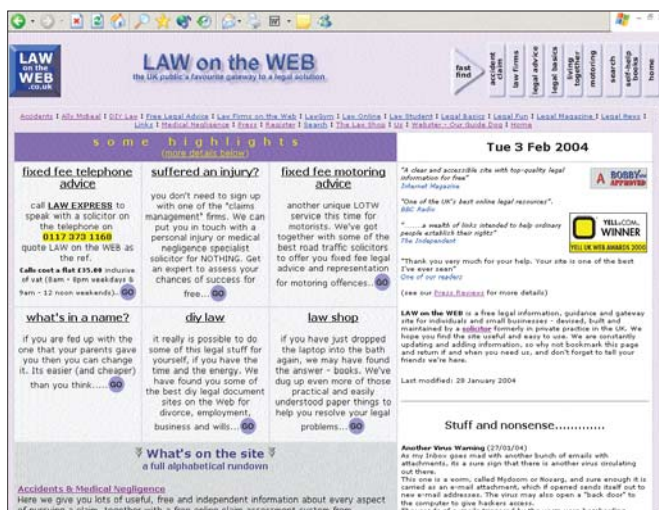 LAW
on the
WEB
.co.uk
LAW on the WEB
the UK public's favourite gateway to a legal solution
fast
find
accident
claim
law firms
legal advice
legal basics
living
together
motoring
search
self-help
books
home
Accidents I Ally McBeal I DIY Law I Free Legal Advice I Law Firms on the Web I LawGym I Law Online I Law Student I Legal Basics I Legal Fun I Legal Magazine I Legal News I
Links I Medical Negligence I Press I Register I Search I The Law Shop I Us I Webster - Our Guide Dog I Home
some highlights
(more details below)
fixed fee telephone
advice
call LAW EXPRESS to
speak with a solicitor on
the telephone on
0117 373 1160
quote LAW on the WEB as
the ref.
Calls cost a flat £35.00 inclusive
of vat (8am - 8pm weekdays &
9am - 12 noon weekends).. GO
suffered an injury?
you don't need to sign up
with one of the "claims
management" firms. We can
put you in touch with a
personal injury or medical
negligence specialist
solicitor for NOTHING. Get
an expert to assess your
chances of success for
free... GO
fixed fee motoring
advice
another unique LOTW
service this time for
motorists. We've got
together with some of the
best road traffic solicitors
to offer you fixed fee legal
advice and representation
for motoring offences.. GO
what's in a name?
if you are fed up with the
one that your parents gave
you then you can change
it. Its easier (and cheaper)
than you think..... GO
diy law
it really is possible to do
some of this legal stuff for
yourself, if you have the
time and the energy. We
have found you some of
the best diy legal document
sites on the Web for
divorce, employment,
business and wills... GO
law shop
if you have just dropped
the laptop into the bath
again, we may have found
the answer - books. We've
dug up even more of those
practical and easily
understood paper things to
help you resolve your legal
problems... GO
What's on the site
a full alphabetical rundown
Accidents & Medical Negligence
Here we give you lots of useful, free and independent information about every aspect
of pursuing a claim, together with a free online claim assessment system from
Tue 3 Feb 2004
"A clear and accessible site with top-quality legal
information for free"
Internet Magazine
"One of the UK's best online legal resources".
BBC Radio
"......a wealth of links intended to help ordinary
people establish their rights"
The Independent
A BOBBY
APPROVED
YELL.COM
WINNER
YELL UK WEB AWARDS 2000
"Thank you very much for your help. Your site is one of the best
I've ever seen"
One of our readers
(see our Press Reviews for more details)
LAW on the WEB is a free legal information, guidance and gateway
site for individuals and small businesses - devised, built and
maintained by a solicitor formerly in private practice in the UK. We
hope you find the site useful and easy to use. We are constantly
updating and adding information, so why not bookmark this page
and return if and when you need us, and don't forget to tell your
friends we're here.
Last modified: 28 January 2004
Stuff and nonsense.............
Another Virus Warning (27/01/04)
As my Inbox goes mad with another bunch of emails with
attachments, its a sure sign that there is another virus circulating
out there.
This one is a worm, called Mydoom or Novarg, and sure enough it is
carried as an e-mail attachment, which if opened sends itself out to
new e-mail addresses. The virus may also open a "back door" to
the computer to give hackers access.